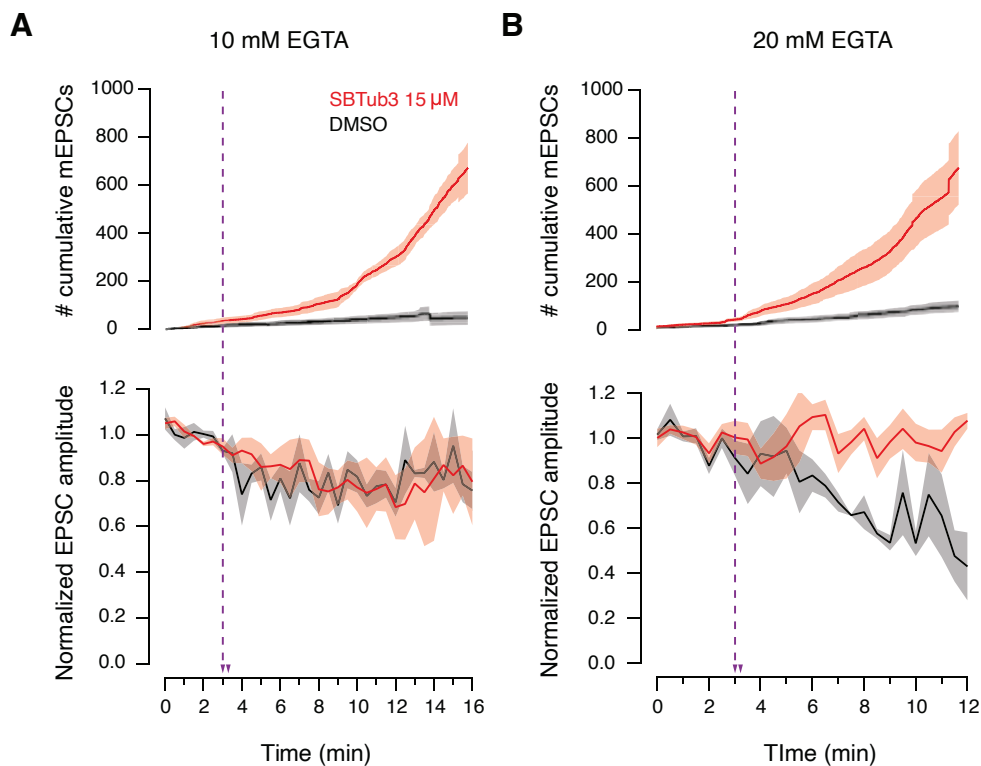 A
B
10 mM EGTA
20 mM EGTA
# cumulative mEPSCs
1000
800
600
400
200
0
SBTub3 15 µM
DMSO
# cumulative mEPSCs
1000
800
600
400
200
0
Normalized EPSC amplitude
1.2
1.0
0.8
0.6
0.4
0.2
0.0
Normalized EPSC amplitude
1.2
1.0
0.8
0.6
0.4
0.2
0.0
0 2 4 6 8 10 12 14 16
Time (min)
0 2 4 6 8 10 12
TIme (min)